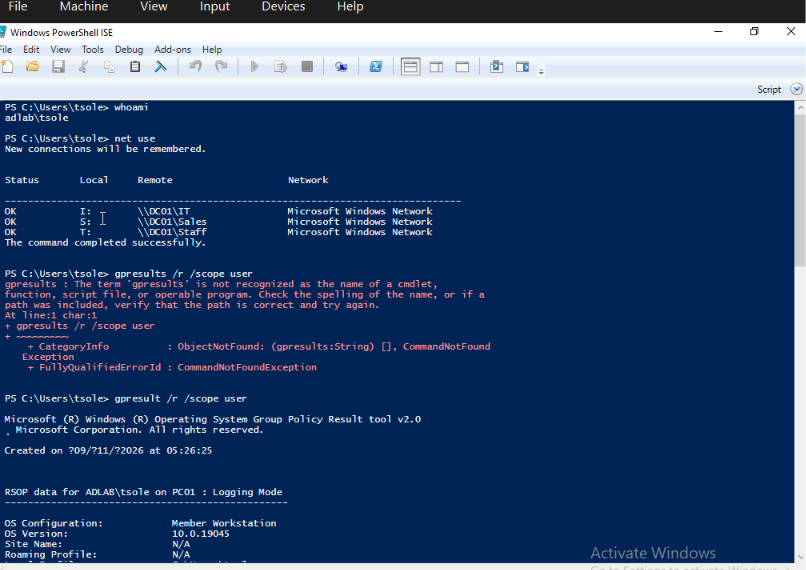 File Machine View Input Devices Help
Windows PowerShell ISE
File Edit View Tools Debug Add-ons Help
Script
PS C:\Users\tsole> whoami
adlab\tsole
PS C:\Users\tsole> net use
New connections will be remembered.
Status Local Remote Network
-------------------------------------------------------------------------------
OK I: \\DC01\IT Microsoft Windows Network
OK S: \\DC01\Sales Microsoft Windows Network
OK T: \\DC01\Staff Microsoft Windows Network
The command completed successfully.
PS C:\Users\tsole> gpresults /r /scope user
gpresults : The term 'gpresults' is not recognized as the name of a cmdlet,
function, script file, or operable program. Check the spelling of the name, or if a
path was included, verify that the path is correct and try again.
At line:1 char:1
+ gpresults /r /scope user
+ ~~~~~~~~~
+ CategoryInfo : ObjectNotFound: (gpresults:String) [], CommandNotFound
Exception
+ FullyQualifiedErrorId : CommandNotFoundException
PS C:\Users\tsole> gpresult /r /scope user
Microsoft (R) Windows (R) Operating System Group Policy Result tool v2.0
. Microsoft Corporation. All rights reserved.
Created on ?09/?11/?2026 at 05:26:25
RSOP data for ADLAB\tsole on PC01 : Logging Mode
-------------------------------------------------
OS Configuration: Member Workstation
OS Version: 10.0.19045
Site Name: N/A
Roaming Profile: N/A
Activate Windows